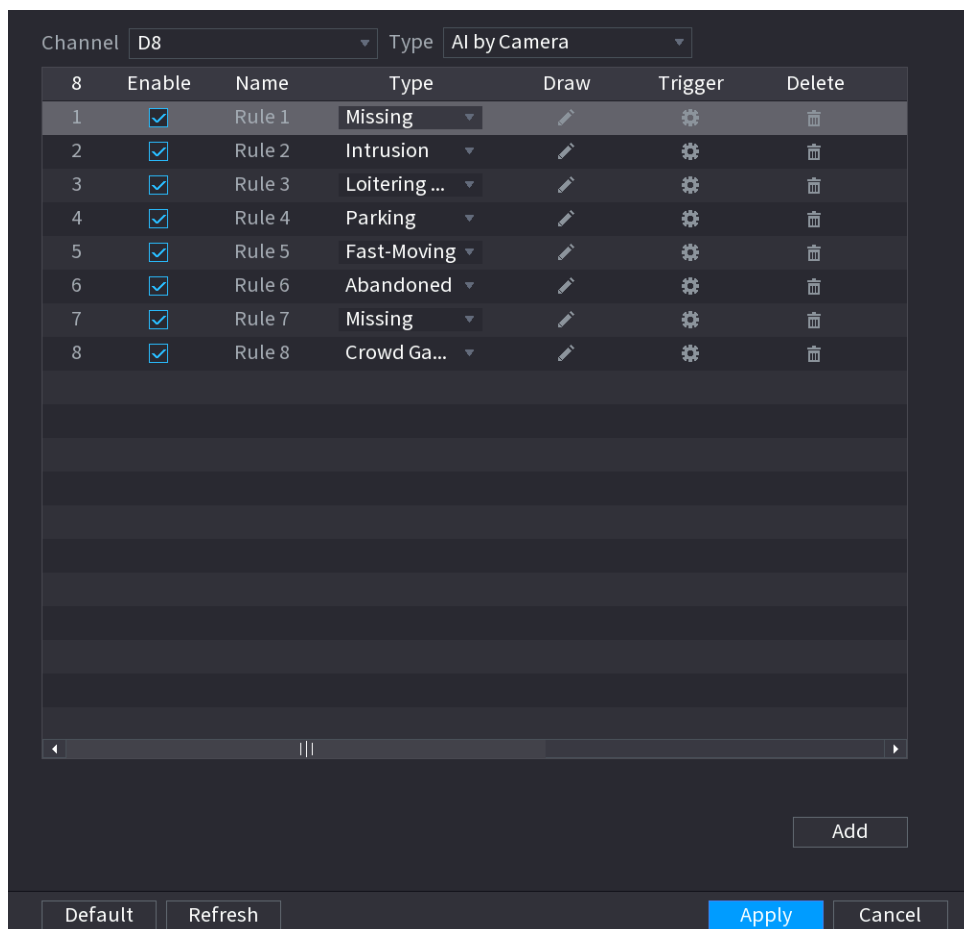 Channel D8 Type AI by Camera
8 Enable Name Type Draw Trigger Delete
1 Rule 1 Missing
2 Rule 2 Intrusion
3 Rule 3 Loitering ...
4 Rule 4 Parking
5 Rule 5 Fast-Moving
6 Rule 6 Abandoned
7 Rule 7 Missing
8 Rule 8 Crowd Ga...
Add
Default Refresh Apply Cancel